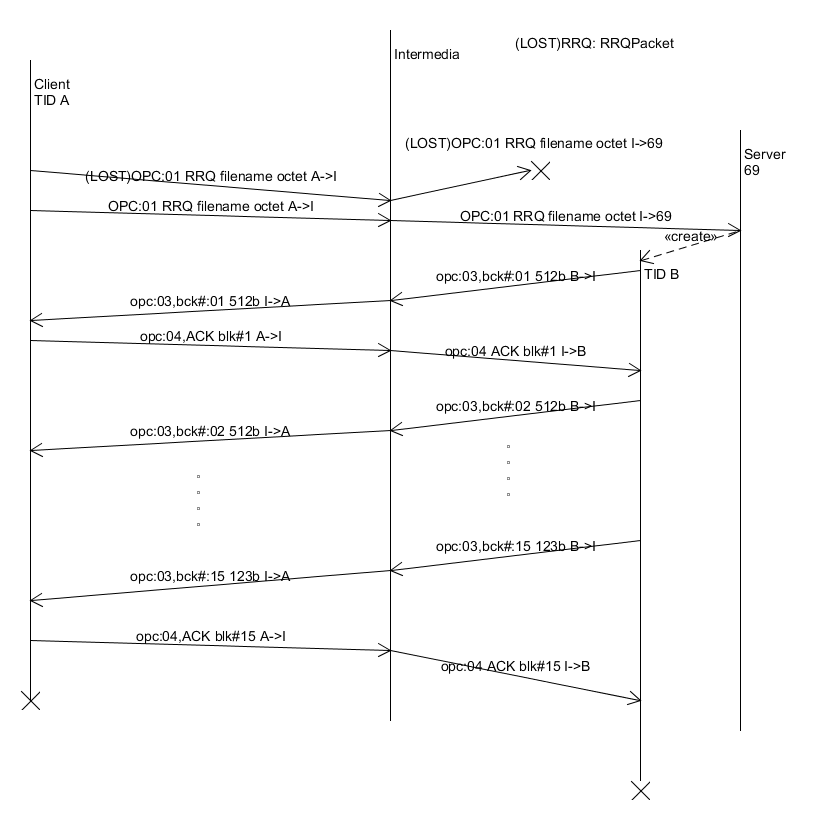 (LOST)RRQ: RRQPacket
Intermedia
Client
TID A
(LOST)OPC:01 RRQ filename octet I->69
Server
69
(LOST)OPC:01 RRQ filename octet A->I
OPC:01 RRQ filename octet A->I
OPC:01 RRQ filename octet I->69
«create»
TID B
opc:03,bck#:01 512b B->I
opc:03,bck#:01 512b I->A
opc:04,ACK blk#1 A->I
opc:04 ACK blk#1 I->B
opc:03,bck#:02 512b B->I
opc:03,bck#:02 512b I->A
opc:03,bck#:15 123b B->I
opc:03,bck#:15 123b I->A
opc:04,ACK blk#15 A->I
opc:04 ACK blk#15 I->B